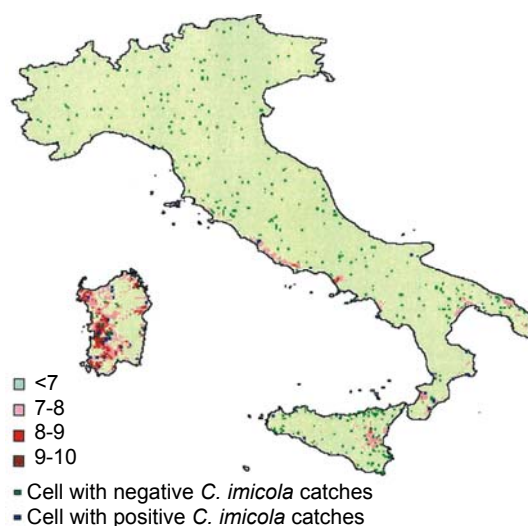 <7
7-8
8-9
9-10
Cell with negative C. imicola catches
Cell with positive C. imicola catches